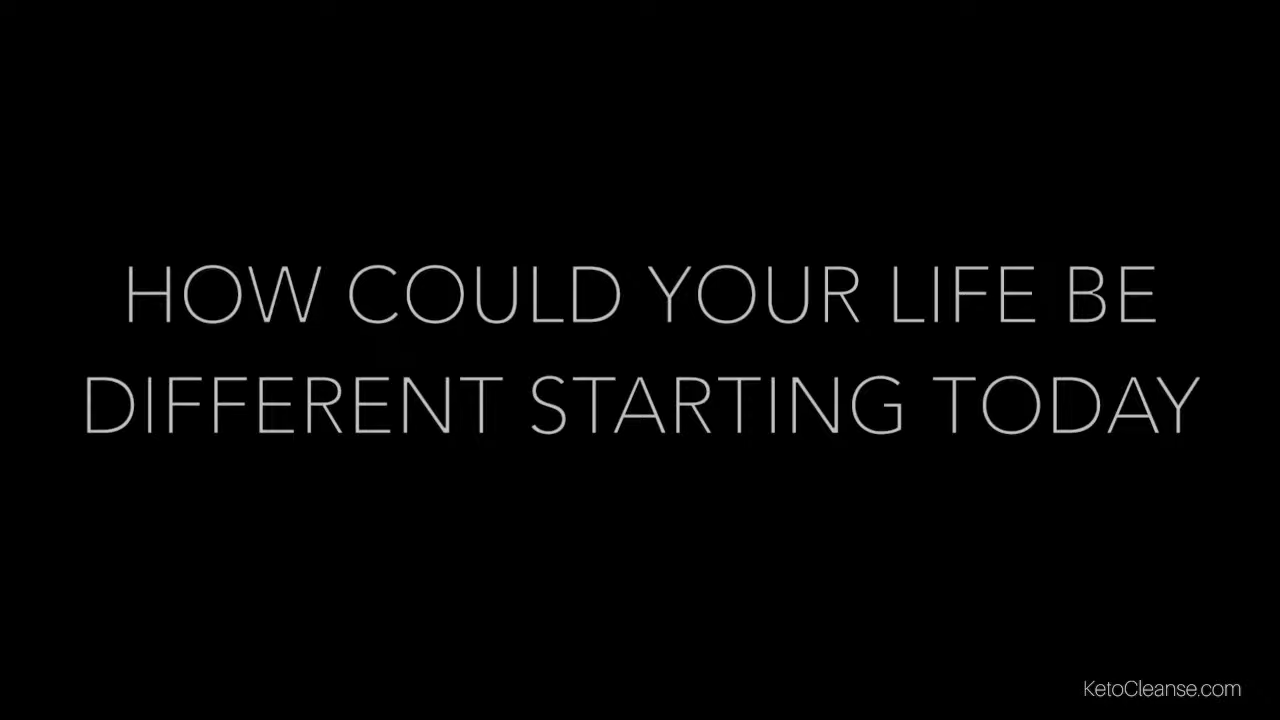 HOW COULD YOUR LIFE BE
DIFFERENT STARTING TODAY
KetoCleanse.com